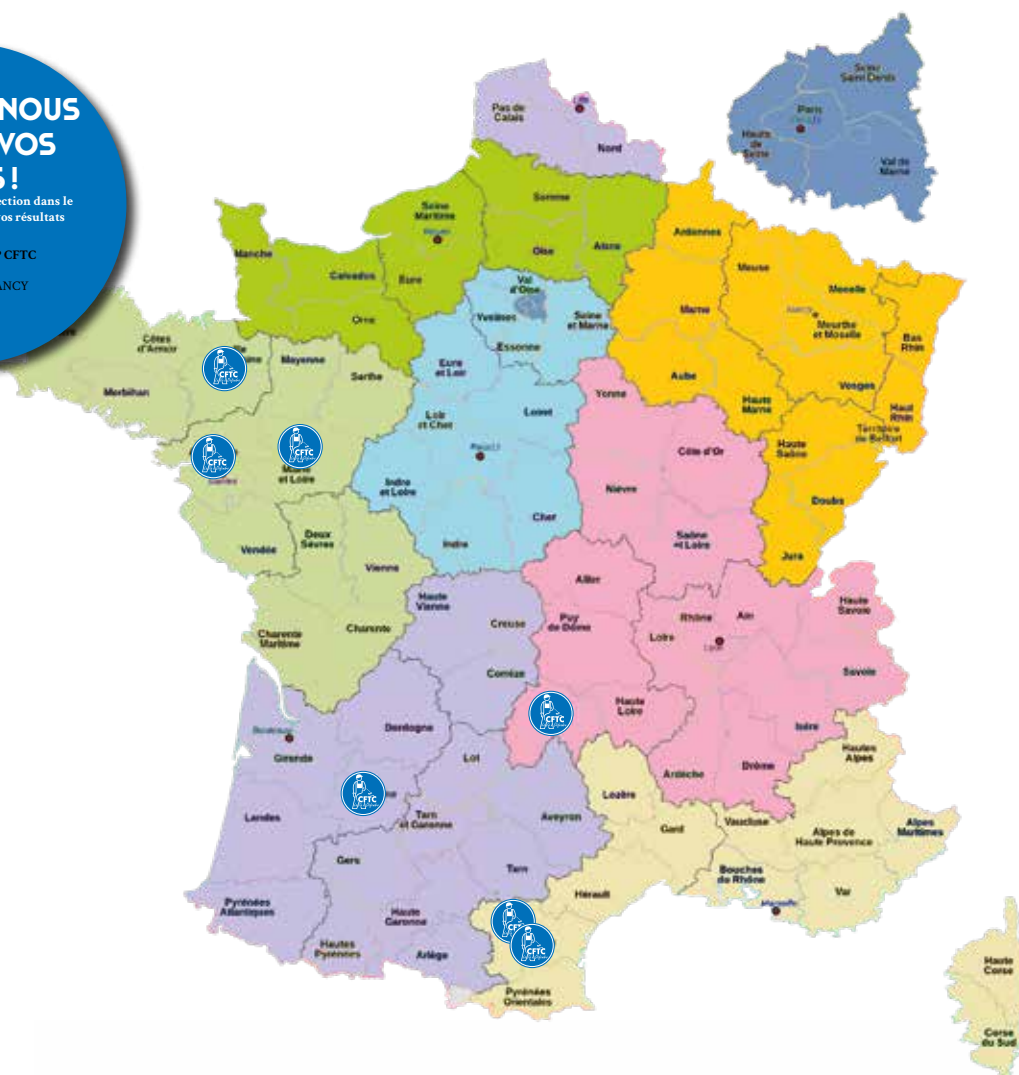 NOUS
VOS
S !
ection dans le
vos résultats
CFTC
ANCY
Seine
Saint Denis
Paris
Hauts
de
Seine
Val de
Marne
Pas de
Calais
Lille
Nord
Somme
Seine
Maritime
Rouen
Oise
Aisne
Ardennes
Manche
Calvados
Eure
Orne
Val
d'Oise
Yvelines
Seine
et Marne
Essonne
Marne
Meuse
Moselle
Meurthe
et Moselle
Bas
Rhin
Vosges
Haut
Rhin
Aube
Haute
Marne
Territoire
de Belfort
Haute
Saône
Doubs
Jura
Côtes
d'Armor
Morbihan
CFTC
Mayenne
Sarthe
CFTC
CFTC
Maine
et Loire
Vendée
Deux
Sèvres
Vienne
Charente
Maritime
Charente
Eure
et Loir
Loir
et Cher
Loiret
Indre
et Loire
Cher
Indre
Yonne
Côte d'Or
Nièvre
Saône
et Loire
Allier
Puy
de Dôme
Loire
Rhône
Ain
Lyon
Haute
Savoie
Savoie
Isère
Haute
Loire
Ardèche
Drôme
CFTC
Haute
Vienne
Creuse
Corrèze
Dordogne
Bordeaux
Gironde
Lot
CFTC
Landes
Tarn
et Garonne
Aveyron
Gers
Tarn
Pyrénées
Atlantiques
Hautes
Pyrénées
Haute
Garonne
Ariège
Lozère
Gard
Hérault
CFTC
CFTC
Pyrénées
Orientales
Vaucluse
Bouches
du Rhône
Marseille
Hautes
Alpes
Alpes de
Haute Provence
Alpes
Maritimes
Var
Haute
Corse
Corse
du Sud